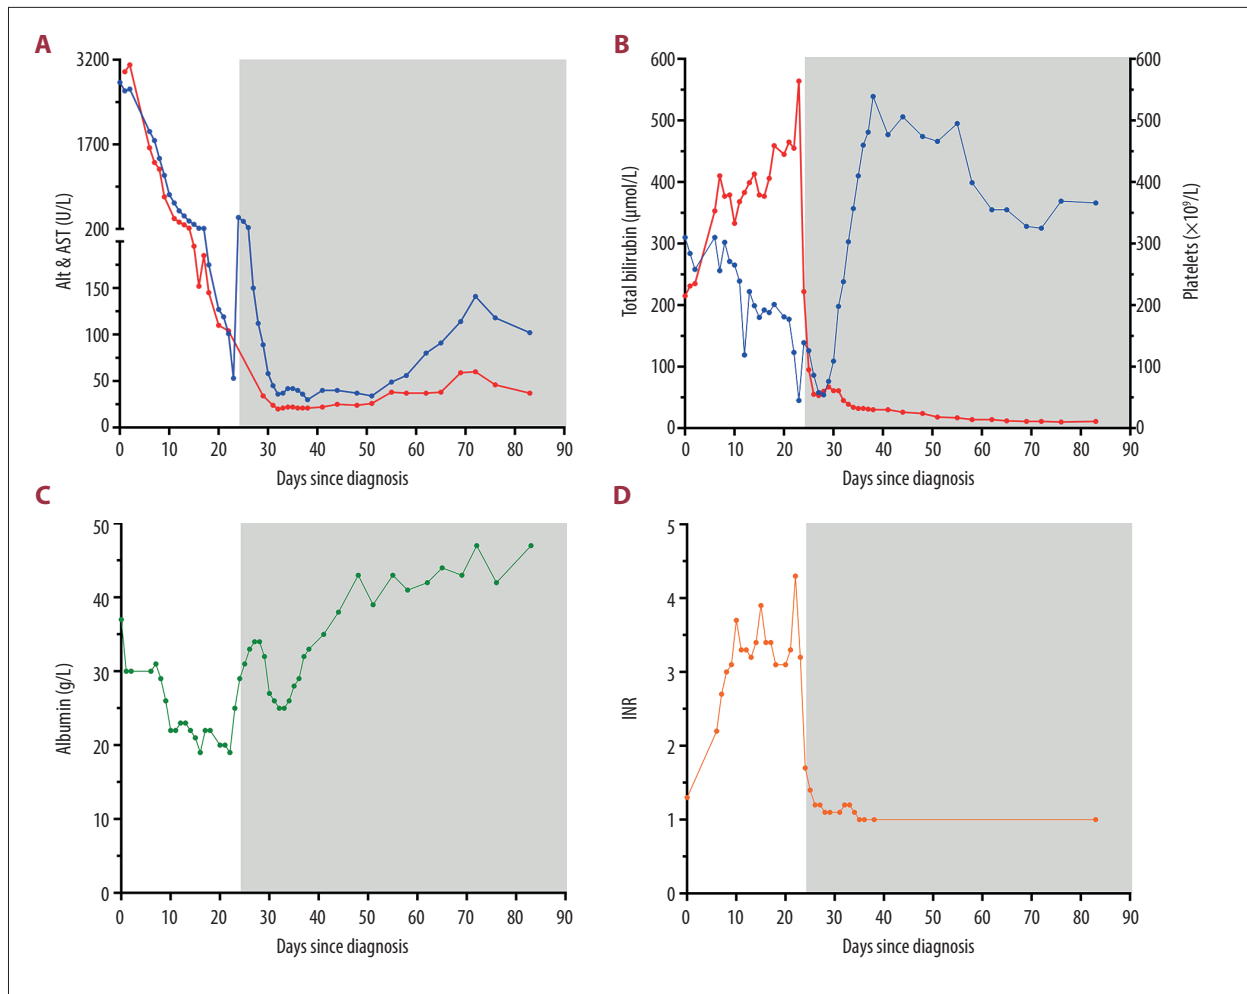 A
3200
1700
200
150
100
50
0
Alt & AST (U/L)
0 10 20 30 40 50 60 70 80 90
Days since diagnosis
B
600
500
400
300
200
100
0
Total bilirubin (µmol/L)
600
500
400
300
200
100
0
Platelets (×10⁹/L)
0 10 20 30 40 50 60 70 80 90
Days since diagnosis
C
50
40
30
20
10
0
Albumin (g/L)
0 10 20 30 40 50 60 70 80 90
Days since diagnosis
D
5
4
3
2
1
0
INR
0 10 20 30 40 50 60 70 80 90
Days since diagnosis